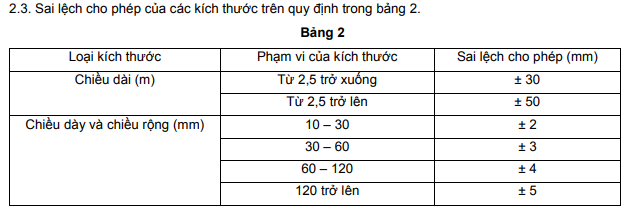 2.3. Sai lệch cho phép của các kích thước trên quy định trong bảng 2.
Bảng 2
Loại kích thước Phạm vi của kích thước Sai lệch cho phép (mm)
Chiều dài (m) Từ 2,5 trở xuống ± 30
Từ 2,5 trở lên ± 50
Chiều dày và chiều rộng (mm) 10 – 30 ± 2
30 – 60 ± 3
60 – 120 ± 4
120 trở lên ± 5